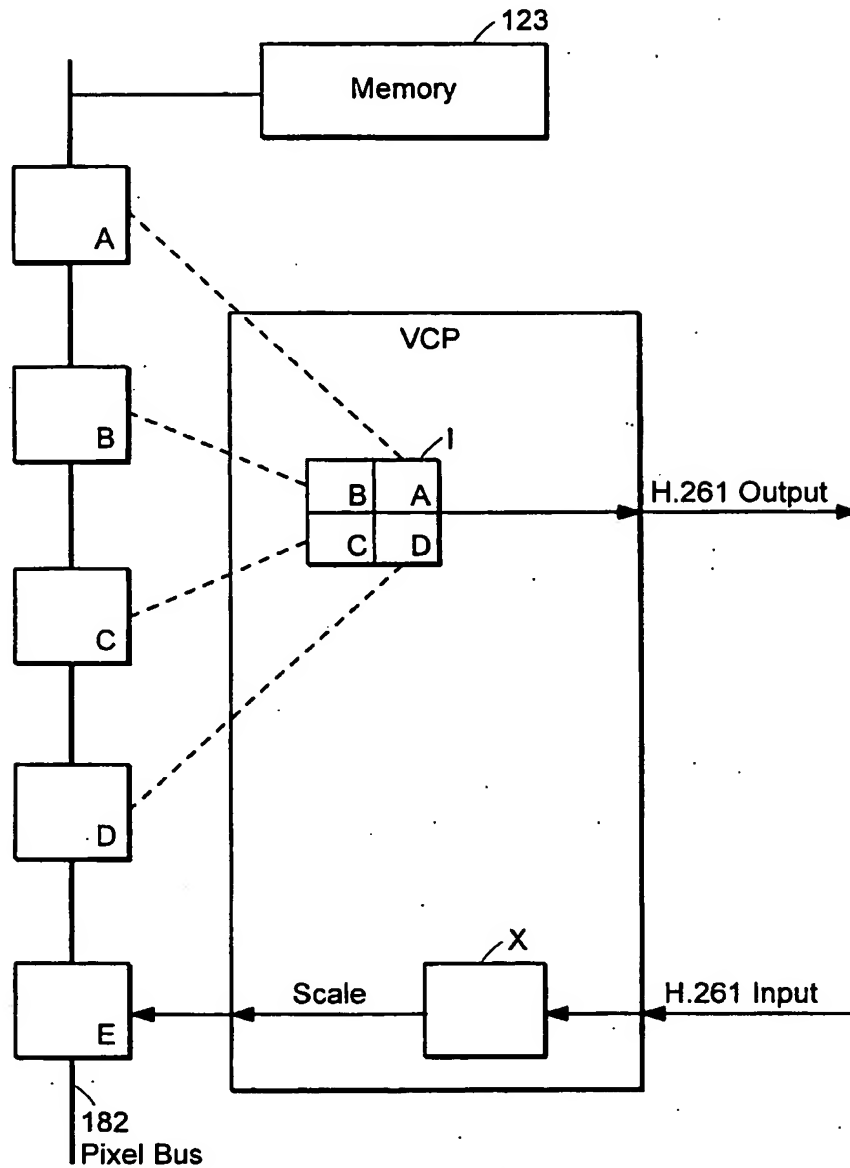 123
Memory
A
VCP
B
I
B A
H.261 Output
C D
C
D
X
Scale
H.261 Input
E
182
Pixel Bus